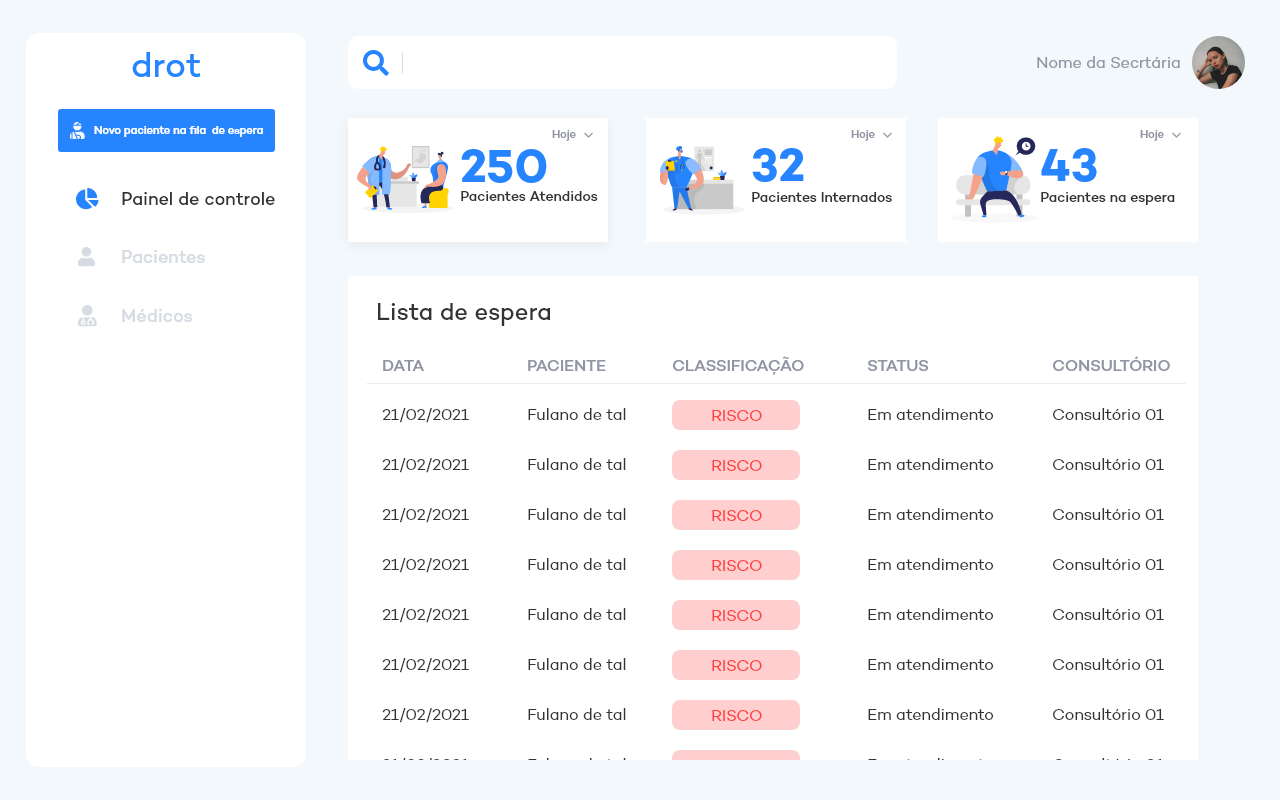 drot
Novo paciente na fila de espera
Painel de controle
Pacientes
Médicos
Nome da Secrtária
Hoje
250
Pacientes Atendidos
Hoje
32
Pacientes Internados
Hoje
43
Pacientes na espera
Lista de espera
DATA PACIENTE CLASSIFICAÇÃO STATUS CONSULTÓRIO
21/02/2021 Fulano de tal RISCO Em atendimento Consultório 01
21/02/2021 Fulano de tal RISCO Em atendimento Consultório 01
21/02/2021 Fulano de tal RISCO Em atendimento Consultório 01
21/02/2021 Fulano de tal RISCO Em atendimento Consultório 01
21/02/2021 Fulano de tal RISCO Em atendimento Consultório 01
21/02/2021 Fulano de tal RISCO Em atendimento Consultório 01
21/02/2021 Fulano de tal RISCO Em atendimento Consultório 01